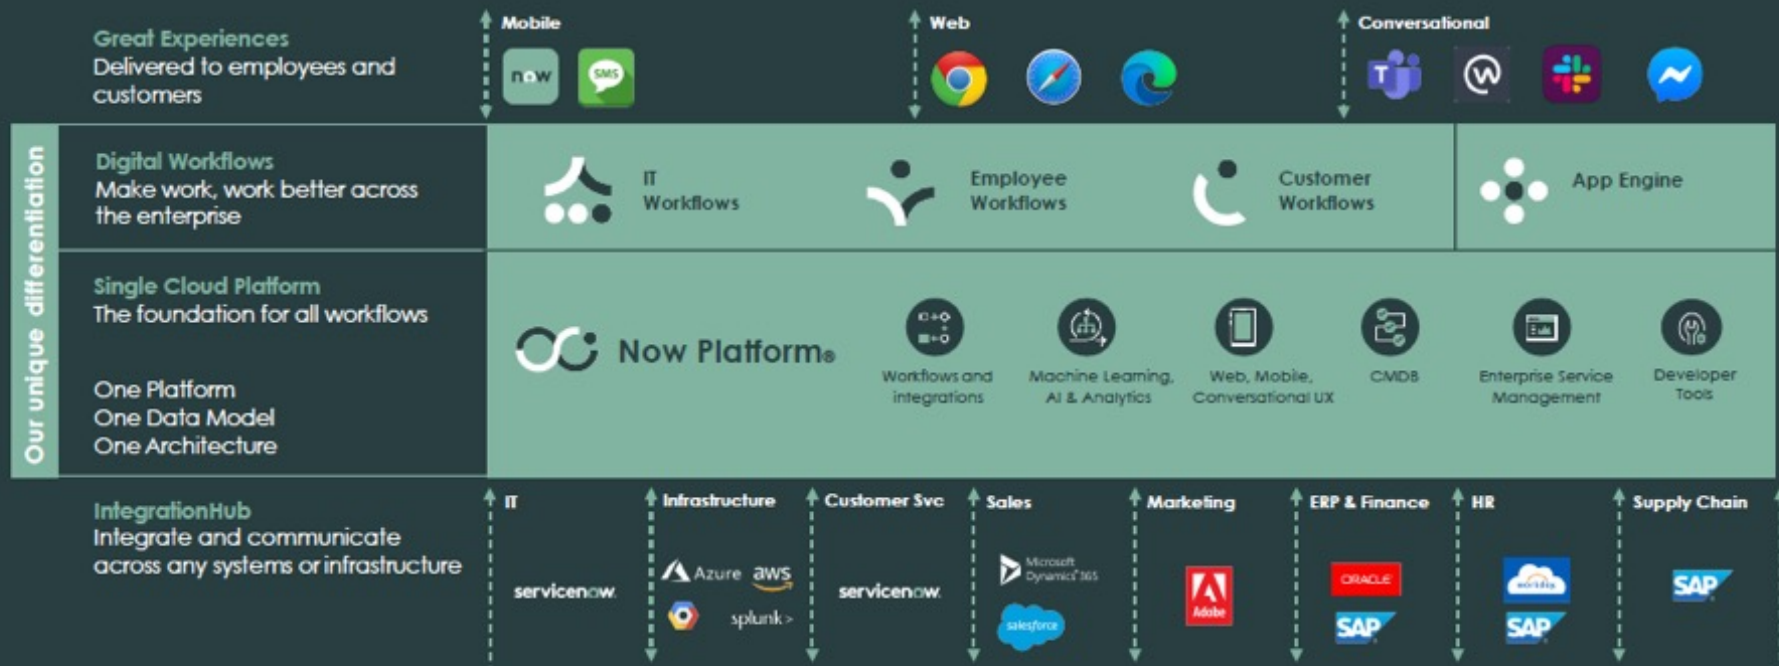 Great Experiences
Delivered to employees and
customers
Mobile
now
SMS
Web
Conversational
T
W
Our unique differentiation
Digital Workflows
Make work, work better across
the enterprise
IT
Workflows
Employee
Workflows
Customer
Workflows
App Engine
Single Cloud Platform
The foundation for all workflows
One Platform
One Data Model
One Architecture
Now Platform®
Workflows and
integrations
Machine Learning,
AI & Analytics
Web, Mobile,
Conversational UX
CMDB
Enterprise Service
Management
Developer
Tools
IntegrationHub
Integrate and communicate
across any systems or infrastructure
IT
servicenow.
Infrastructure
Azure
aws
splunk>
Customer Svc
servicenow.
Sales
Microsoft
Dynamics 365
salesforce
Marketing
Adobe
ERP & Finance
ORACLE
SAP
HR
workday
SAP
Supply Chain
SAP